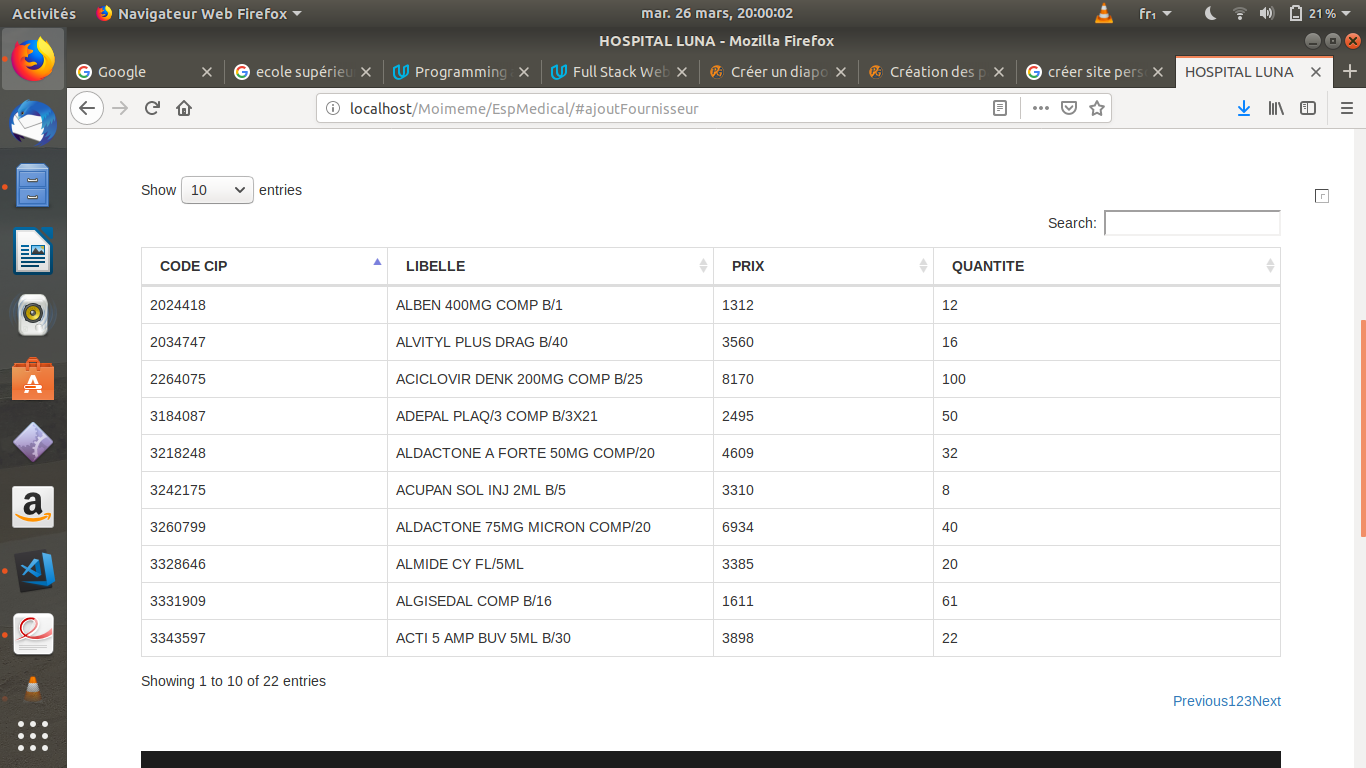 Activités Navigateur Web Firefox mar. 26 mars, 20:00:02 fr₁ 21 %
HOSPITAL LUNA - Mozilla Firefox
Google ecole supérieu Programming Full Stack Web Créer un diapo Création des p créer site pers HOSPITAL LUNA
localhost/Moimeme/EspMedical/#ajoutFournisseur
Show 10 entries
Search:
CODE CIP LIBELLE PRIX QUANTITE
2024418 ALBEN 400MG COMP B/1 1312 12
2034747 ALVITYL PLUS DRAG B/40 3560 16
2264075 ACICLOVIR DENK 200MG COMP B/25 8170 100
3184087 ADEPAL PLAQ/3 COMP B/3X21 2495 50
3218248 ALDACTONE A FORTE 50MG COMP/20 4609 32
3242175 ACUPAN SOL INJ 2ML B/5 3310 8
3260799 ALDACTONE 75MG MICRON COMP/20 6934 40
3328646 ALMIDE CY FL/5ML 3385 20
3331909 ALGISEDAL COMP B/16 1611 61
3343597 ACTI 5 AMP BUV 5ML B/30 3898 22
Showing 1 to 10 of 22 entries
Previous123Next